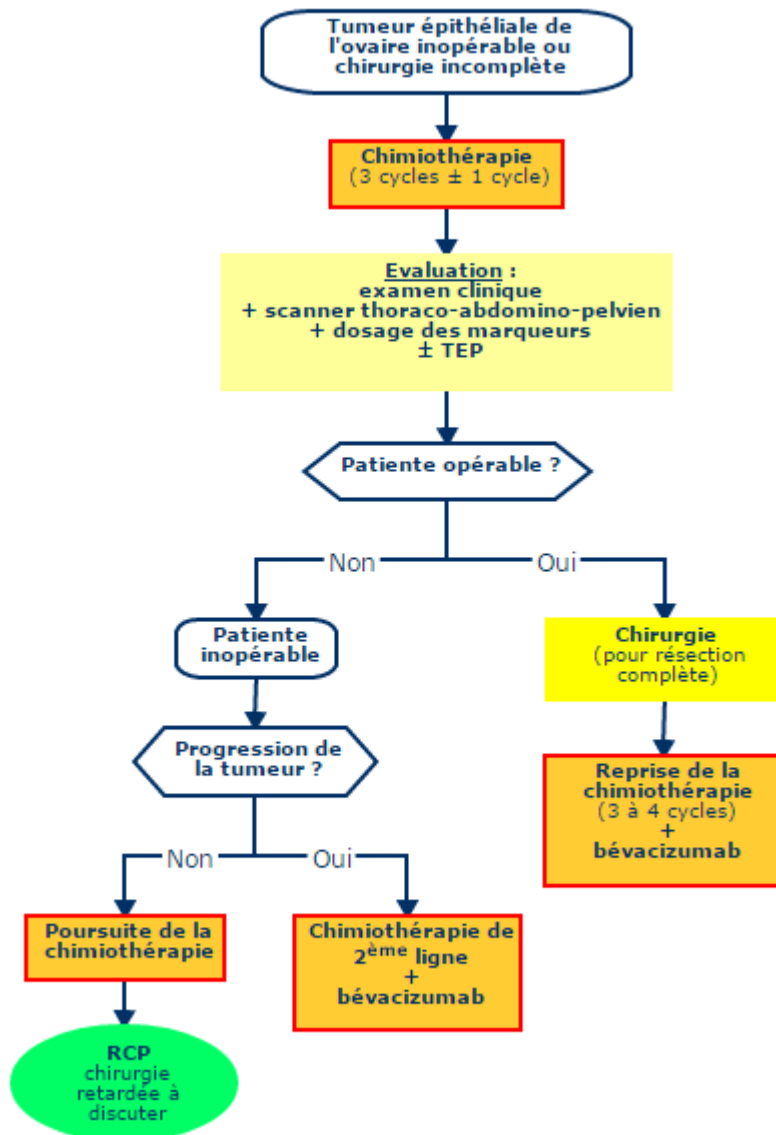 Tumeur épithéliale de
l'ovaire inopérable ou
chirurgie incomplète
Chimiothérapie
(3 cycles ± 1 cycle)
Evaluation :
examen clinique
+ scanner thoraco-abdomino-pelvien
+ dosage des marqueurs
± TEP
Patiente opérable ?
Non
Oui
Patiente
inopérable
Chirurgie
(pour résection
complète)
Progression de
la tumeur ?
Reprise de la
chimiothérapie
(3 à 4 cycles)
+
bévacizumab
Non
Oui
Poursuite de la
chimiothérapie
Chimiothérapie de
2ème ligne
+
bévacizumab
RCP
chirurgie
retardée à
discuter